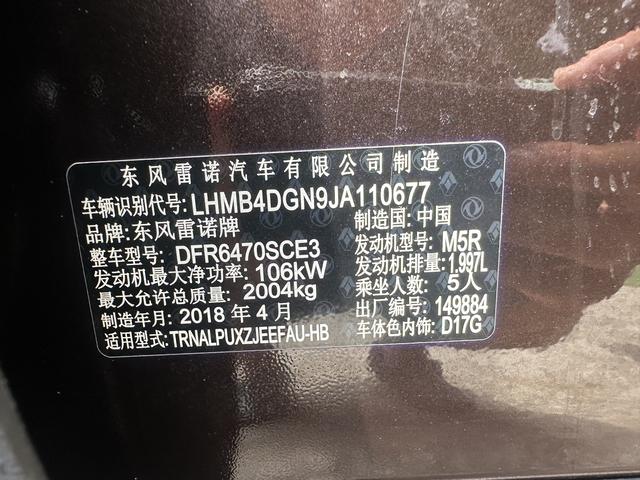 东风雷诺汽车有限公司制造
车辆识别代号: LHMB4DGN9JA110677
品牌: 东风雷诺牌 制造国: 中国
整车型号: DFR6470SCE3 发动机型号: M5R
发动机最大净功率: 106kW 发动机排量: 1.997L
最大允许总质量: 2004kg 乘坐人数: 5人
制造年月: 2018 年 4 月 出厂编号: 149884
适用型式: TRNALPUXZJEEFAU-HB 车体色内饰: D17G